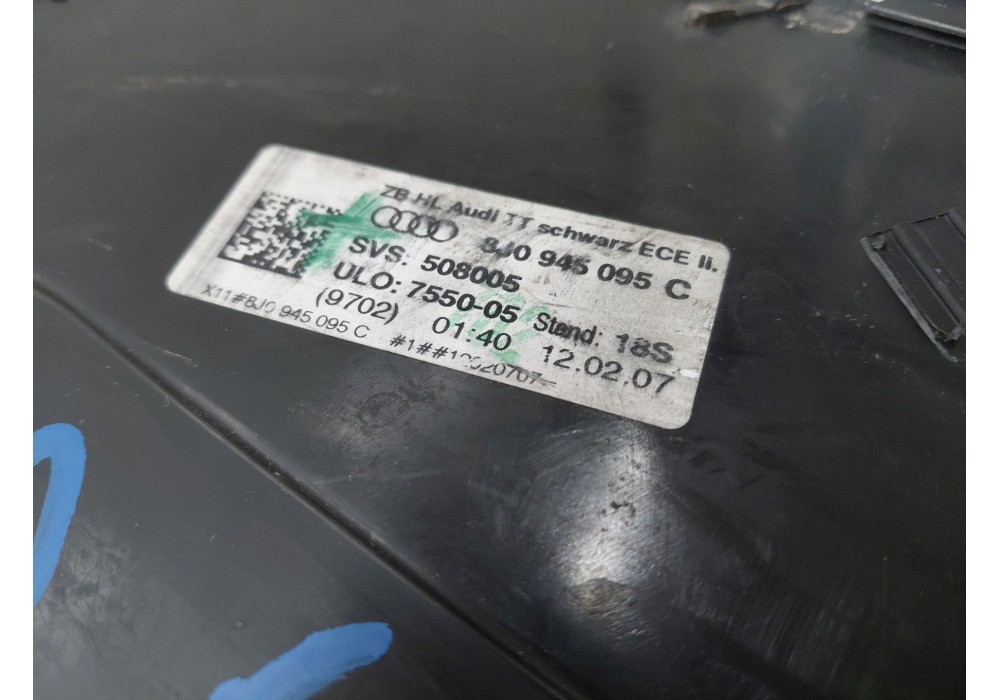 ZB HL Audi TT schwarz ECE li.
8J0 945 095 C
SVS: 508005
ULO: 7550-05 Stand: 18S
(9702) 01:40 12.02.07
X11#8J0 945 095 C